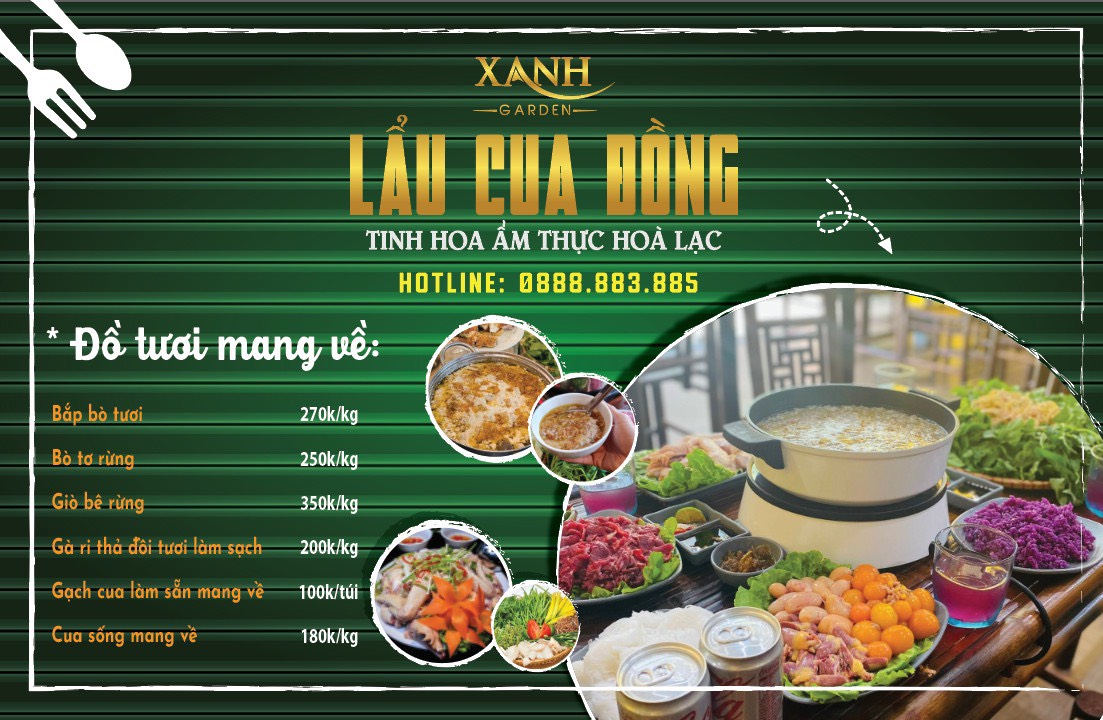 XANH
GARDEN
LẨU CUA ĐỒNG
TINH HOA ẨM THỰC HOÀ LẠC
HOTLINE: 0888.883.885
* Đồ tươi mang về:
Bắp bò tươi 270k/kg
Bò tơ rừng 250k/kg
Giò bê rừng 350k/kg
Gà ri thả đồi tươi làm sạch 200k/kg
Gạch cua làm sẵn mang về 100k/túi
Cua sống mang về 180k/kg